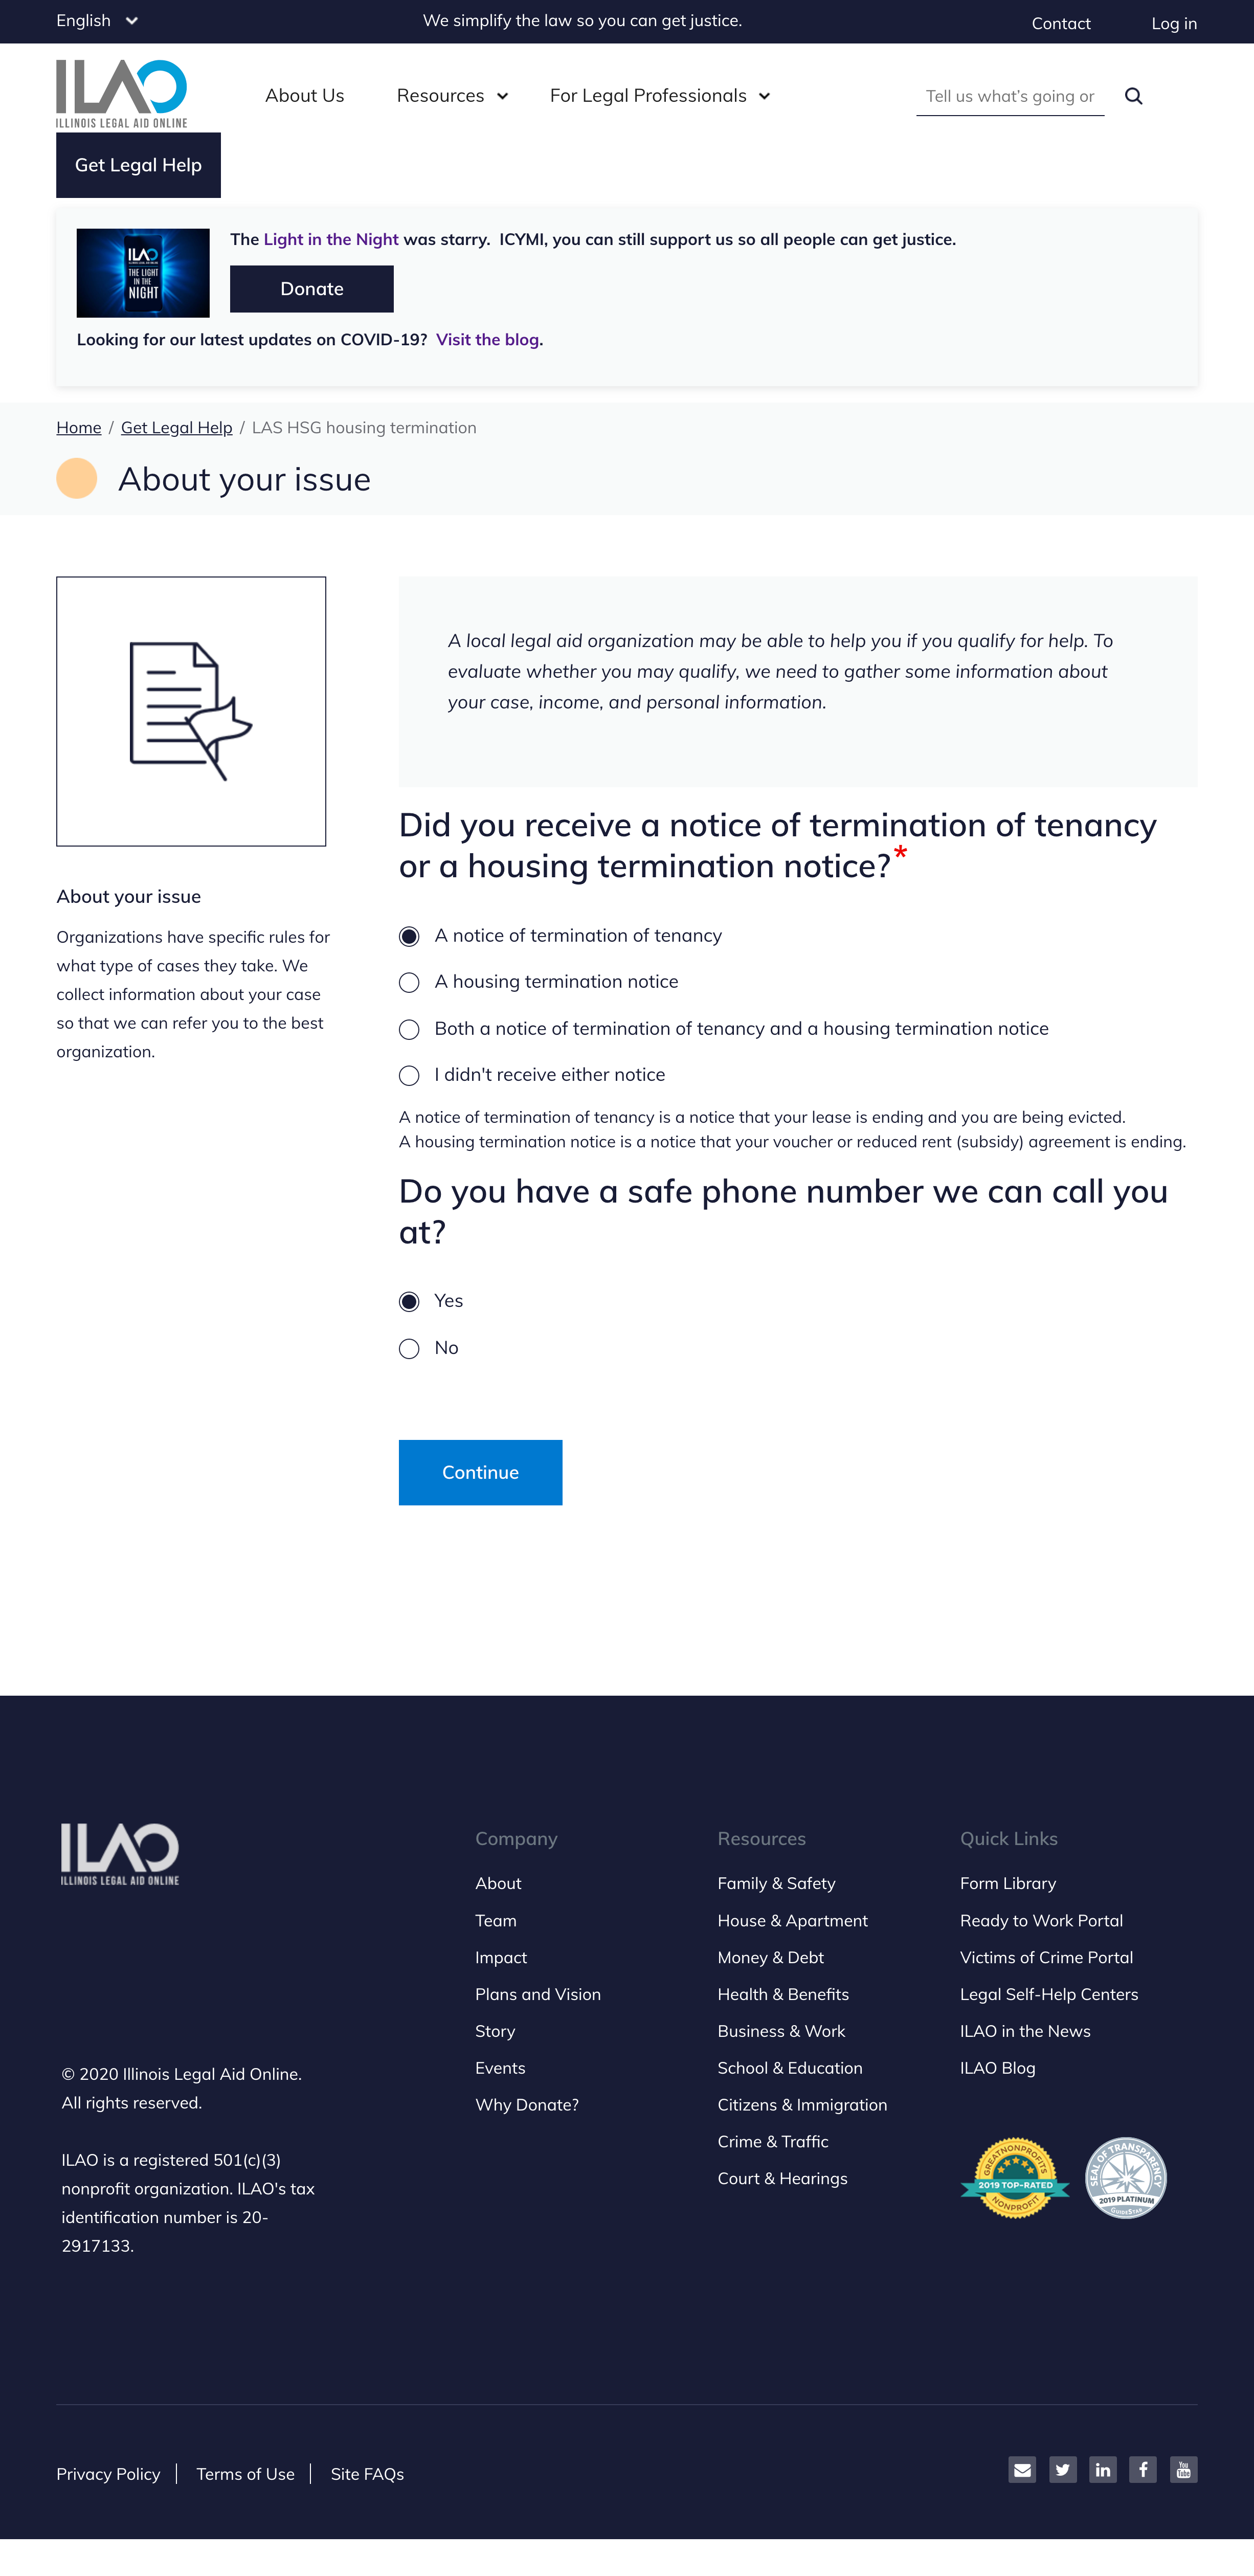 English
We simplify the law so you can get justice.
Contact
Log in
ILAO
ILLINOIS LEGAL AID ONLINE
About Us
Resources
For Legal Professionals
Tell us what's going or
Get Legal Help
ILAO
THE LIGHT
IN THE
NIGHT
The Light in the Night was starry. ICYMI, you can still support us so all people can get justice.
Donate
Looking for our latest updates on COVID-19? Visit the blog.
Home / Get Legal Help / LAS HSG housing termination
About your issue
A local legal aid organization may be able to help you if you qualify for help. To
evaluate whether you may qualify, we need to gather some information about
your case, income, and personal information.
About your issue
Organizations have specific rules for
what type of cases they take. We
collect information about your case
so that we can refer you to the best
organization.
Did you receive a notice of termination of tenancy
or a housing termination notice?*
A notice of termination of tenancy
A housing termination notice
Both a notice of termination of tenancy and a housing termination notice
I didn't receive either notice
A notice of termination of tenancy is a notice that your lease is ending and you are being evicted.
A housing termination notice is a notice that your voucher or reduced rent (subsidy) agreement is ending.
Do you have a safe phone number we can call you
at?
Yes
No
Continue
ILAO
ILLINOIS LEGAL AID ONLINE
© 2020 Illinois Legal Aid Online.
All rights reserved.
ILAO is a registered 501(c)(3)
nonprofit organization. ILAO's tax
identification number is 20-
2917133.
Company
About
Team
Impact
Plans and Vision
Story
Events
Why Donate?
Resources
Family & Safety
House & Apartment
Money & Debt
Health & Benefits
Business & Work
School & Education
Citizens & Immigration
Crime & Traffic
Court & Hearings
Quick Links
Form Library
Ready to Work Portal
Victims of Crime Portal
Legal Self-Help Centers
ILAO in the News
ILAO Blog
GREATNONPROFITS
2019 TOP-RATED
NONPROFIT
SEAL OF TRANSPARENCY
2019 PLATINUM
GuideStar
Privacy Policy
Terms of Use
Site FAQs
You
Tube